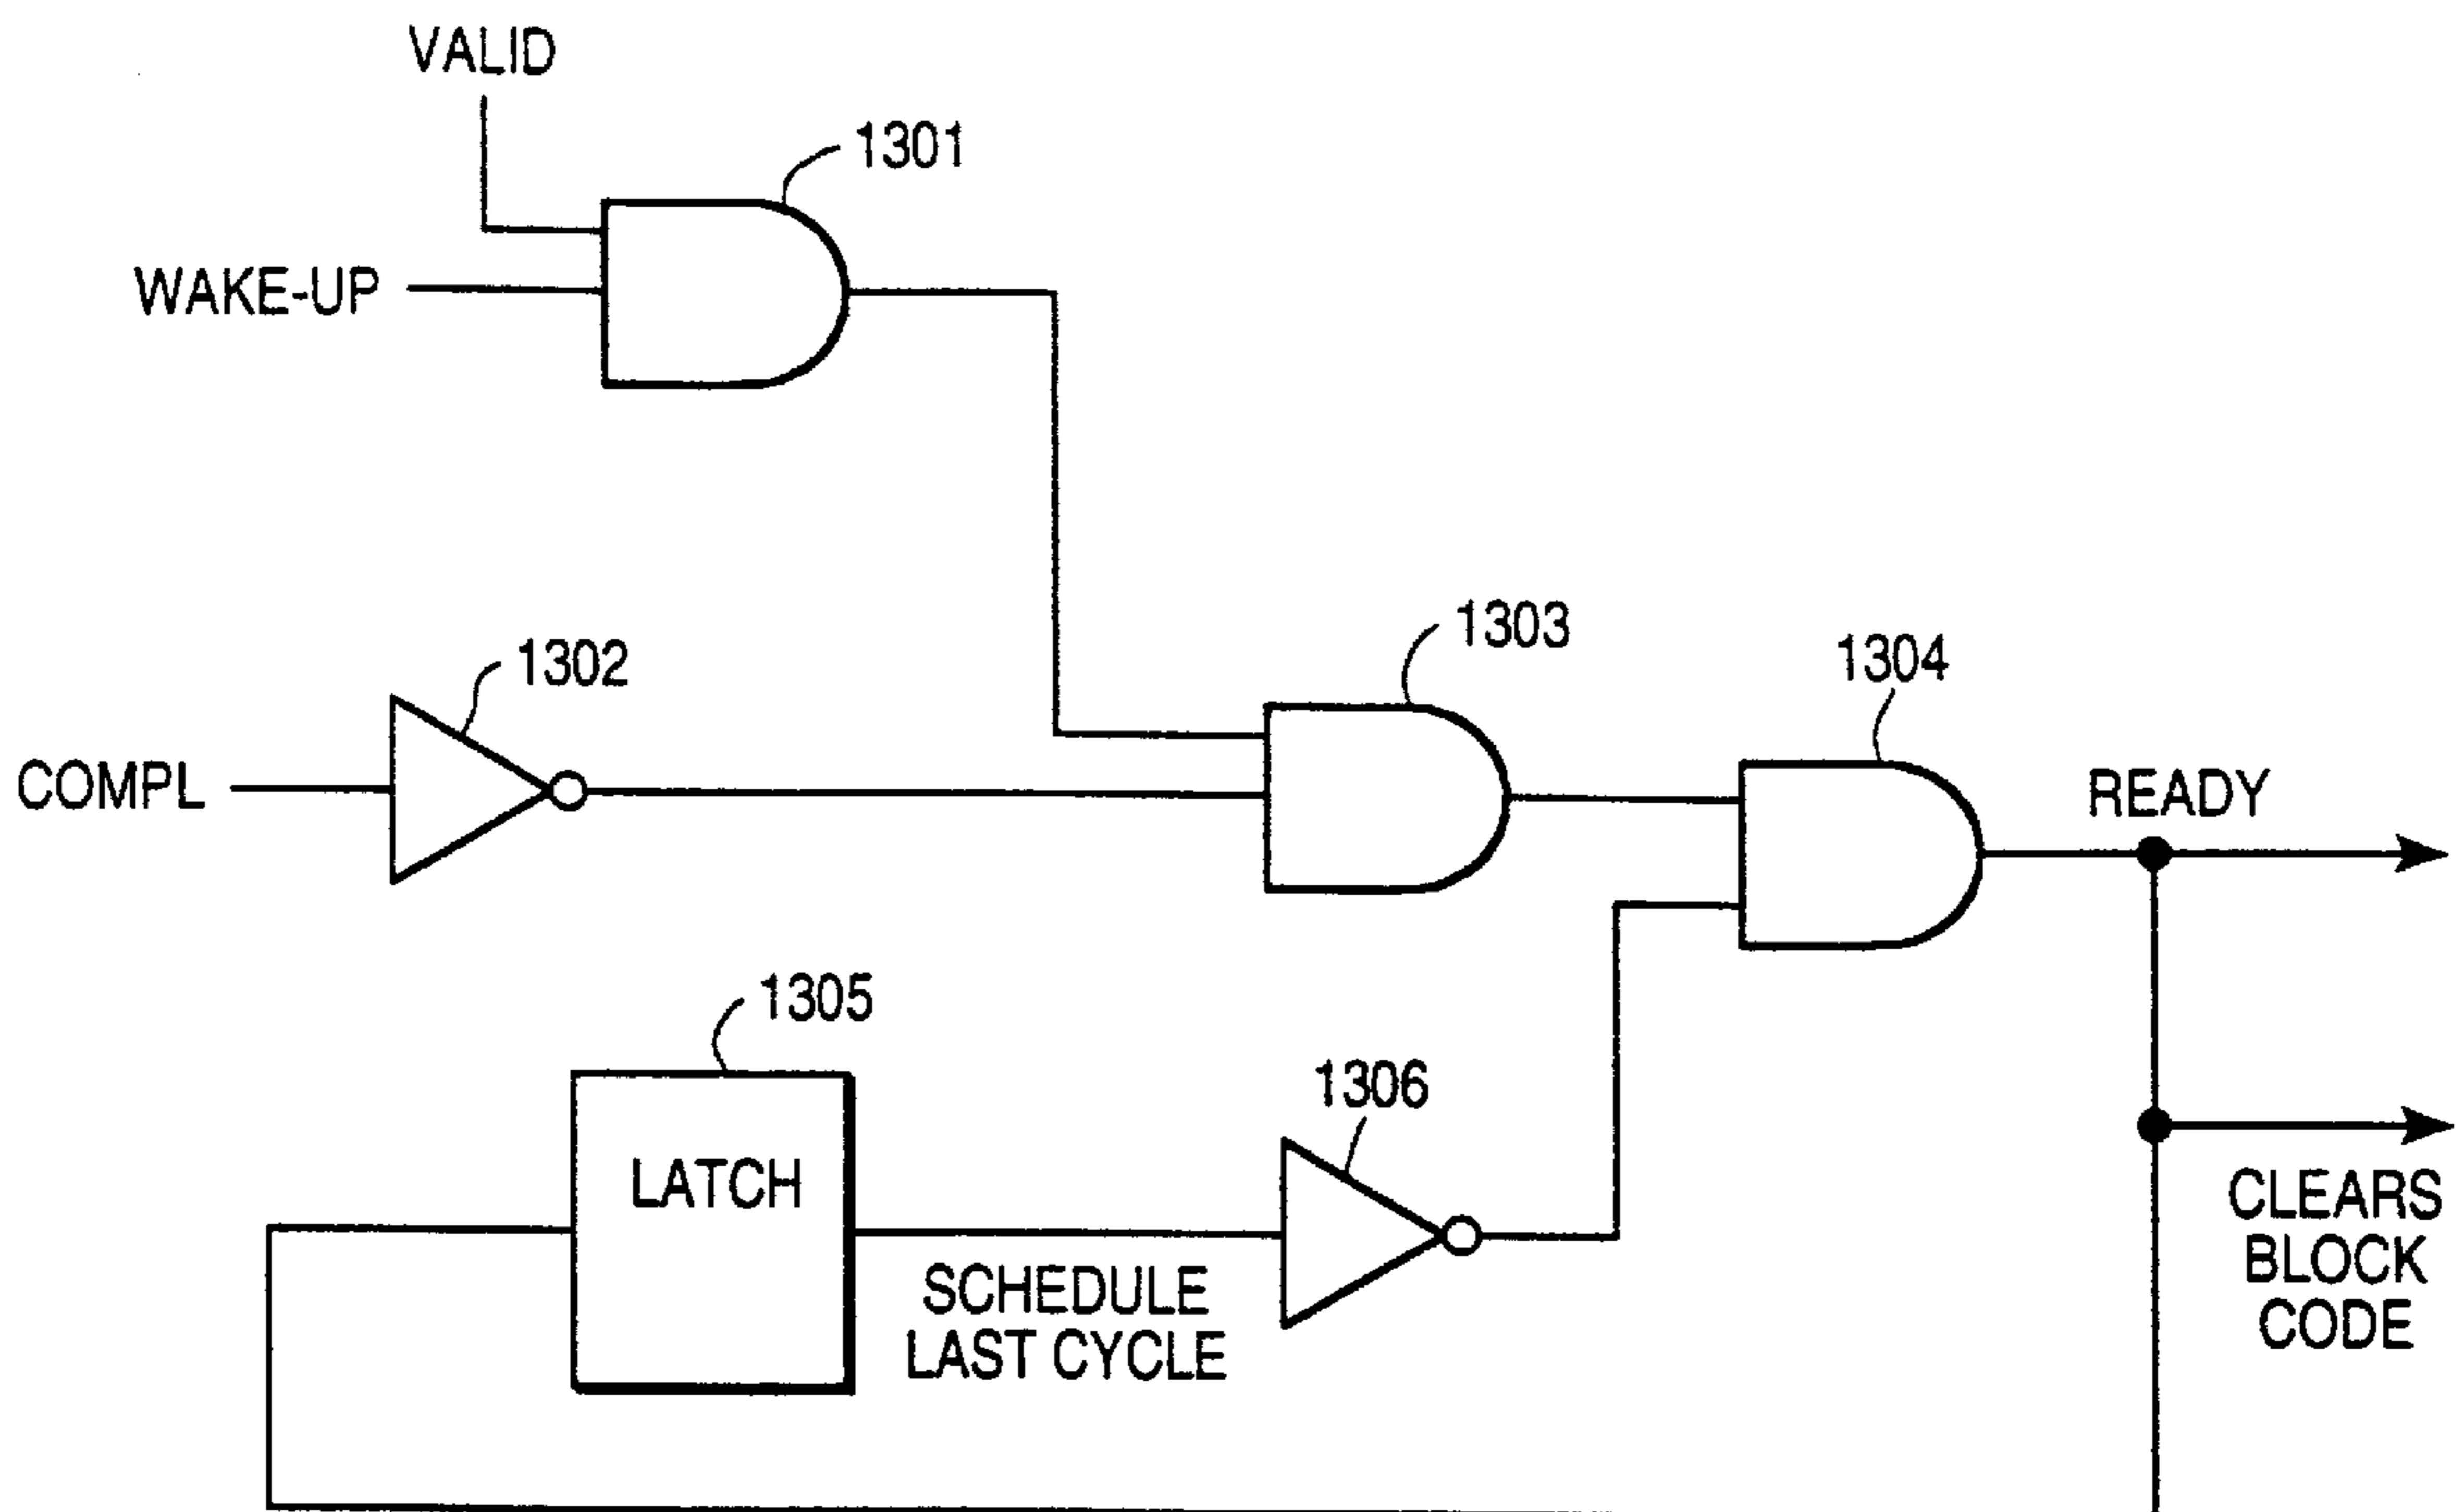 VALID
1301
WAKE-UP
1303
1302
1304
COMPL
READY
1305
LATCH
1306
SCHEDULE
LAST CYCLE
CLEARS
BLOCK
CODE